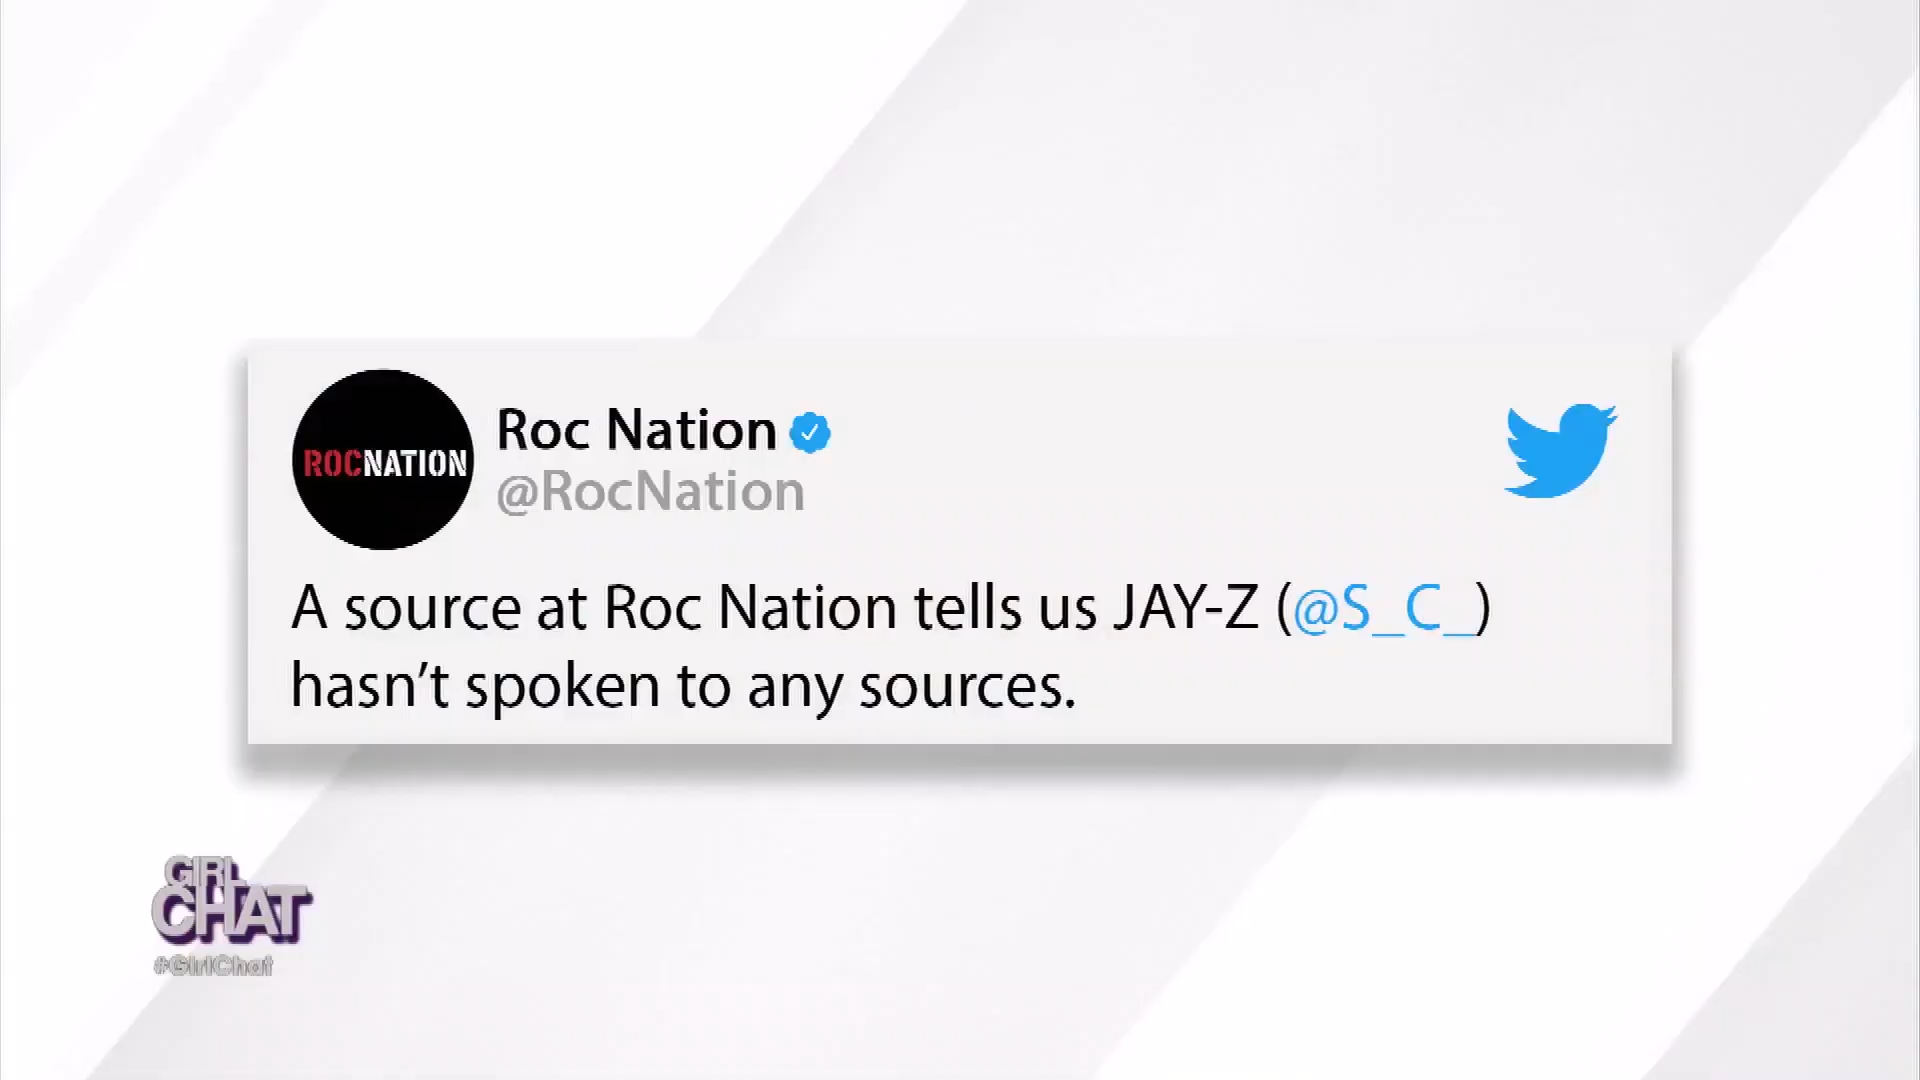 Roc Nation
ROCNATION
@RocNation
A source at Roc Nation tells us JAY-Z (@S_C_)
hasn’t spoken to any sources.
GIRL
CHAT
#GirlChat